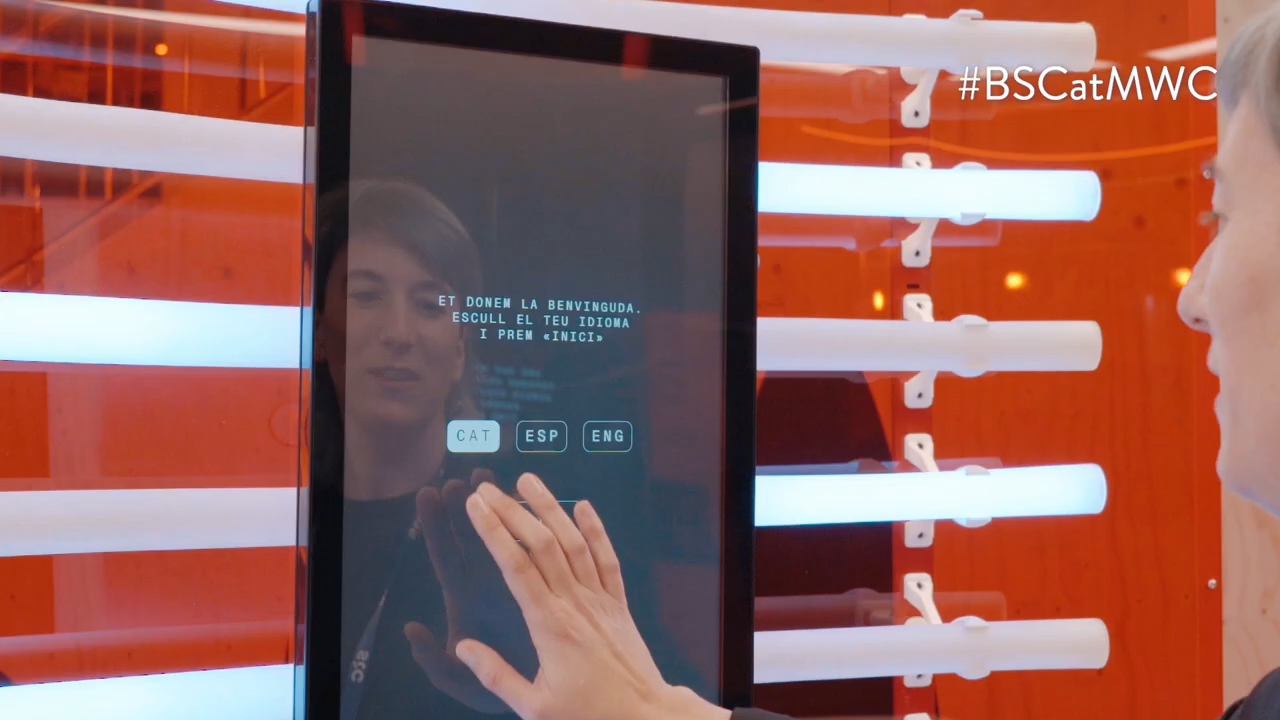 #BSCatMWC
ET DONEM LA BENVINGUDA.
ESCULL EL TEU IDIOMA
I PREM «INICI»
CAT ESP ENG